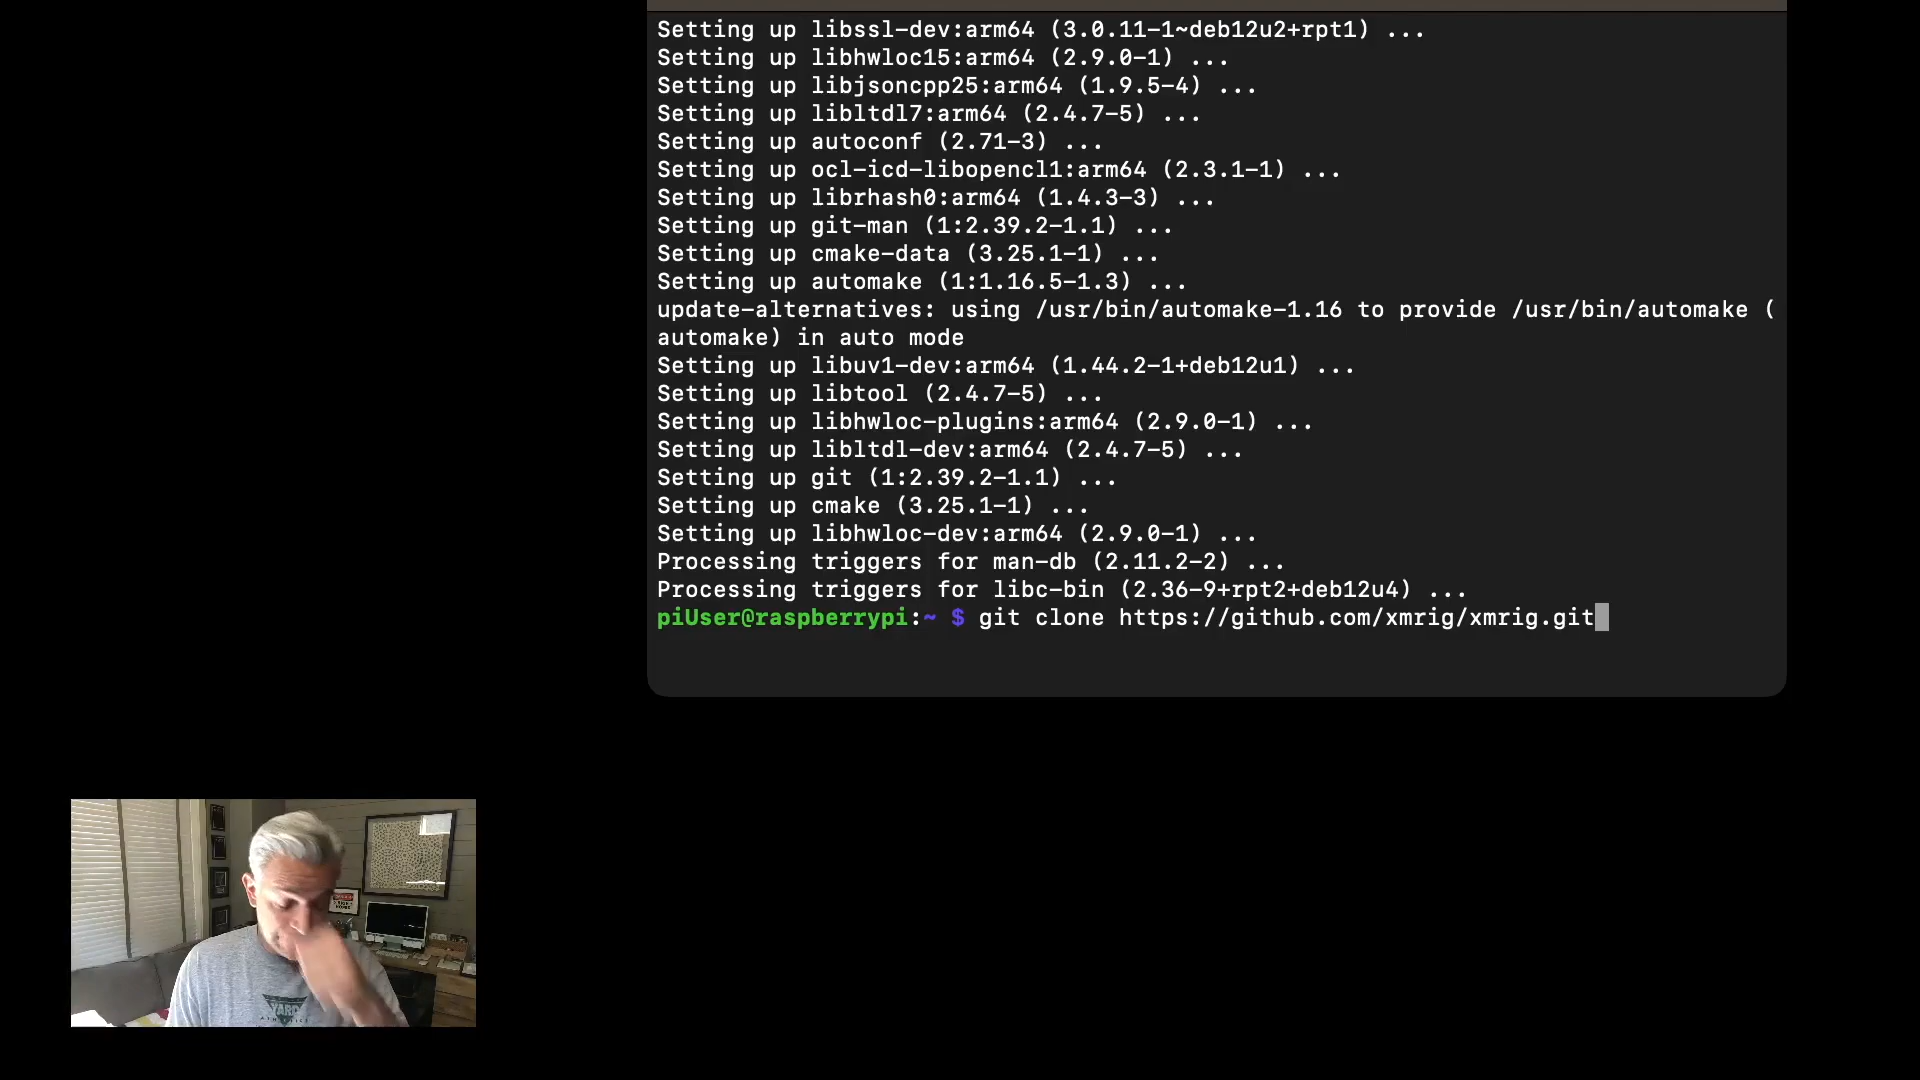 Setting up libssl-dev:arm64 (3.0.11-1~deb12u2+rpt1) ...
Setting up libhwloc15:arm64 (2.9.0-1) ...
Setting up libjsoncpp25:arm64 (1.9.5-4) ...
Setting up libltdl7:arm64 (2.4.7-5) ...
Setting up autoconf (2.71-3) ...
Setting up ocl-icd-libopencl1:arm64 (2.3.1-1) ...
Setting up librhash0:arm64 (1.4.3-3) ...
Setting up git-man (1:2.39.2-1.1) ...
Setting up cmake-data (3.25.1-1) ...
Setting up automake (1:1.16.5-1.3) ...
update-alternatives: using /usr/bin/automake-1.16 to provide /usr/bin/automake (
automake) in auto mode
Setting up libuv1-dev:arm64 (1.44.2-1+deb12u1) ...
Setting up libtool (2.4.7-5) ...
Setting up libhwloc-plugins:arm64 (2.9.0-1) ...
Setting up libltdl-dev:arm64 (2.4.7-5) ...
Setting up git (1:2.39.2-1.1) ...
Setting up cmake (3.25.1-1) ...
Setting up libhwloc-dev:arm64 (2.9.0-1) ...
Processing triggers for man-db (2.11.2-2) ...
Processing triggers for libc-bin (2.36-9+rpt2+deb12u4) ...
piUser@raspberrypi:~ $ git clone https://github.com/xmrig/xmrig.git